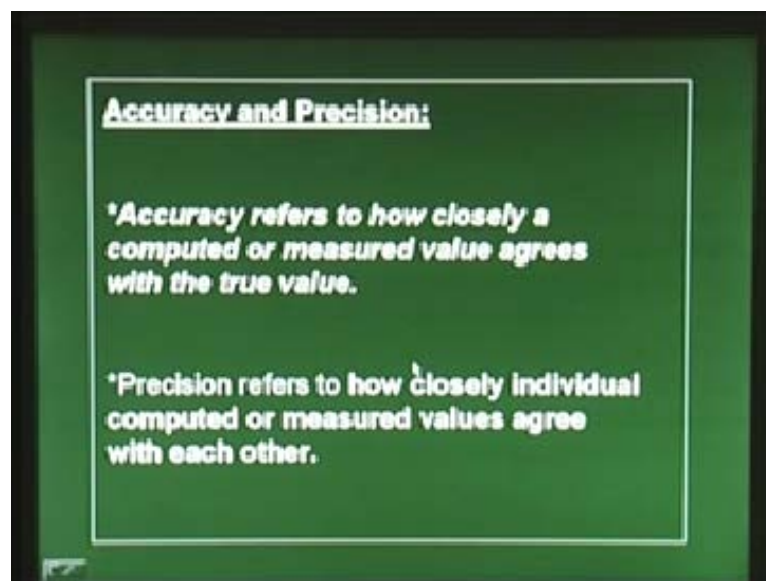 Accuracy and Precision:
*Accuracy refers to how closely a
computed or measured value agrees
with the true value.
*Precision refers to how closely individual
computed or measured values agree
with each other.